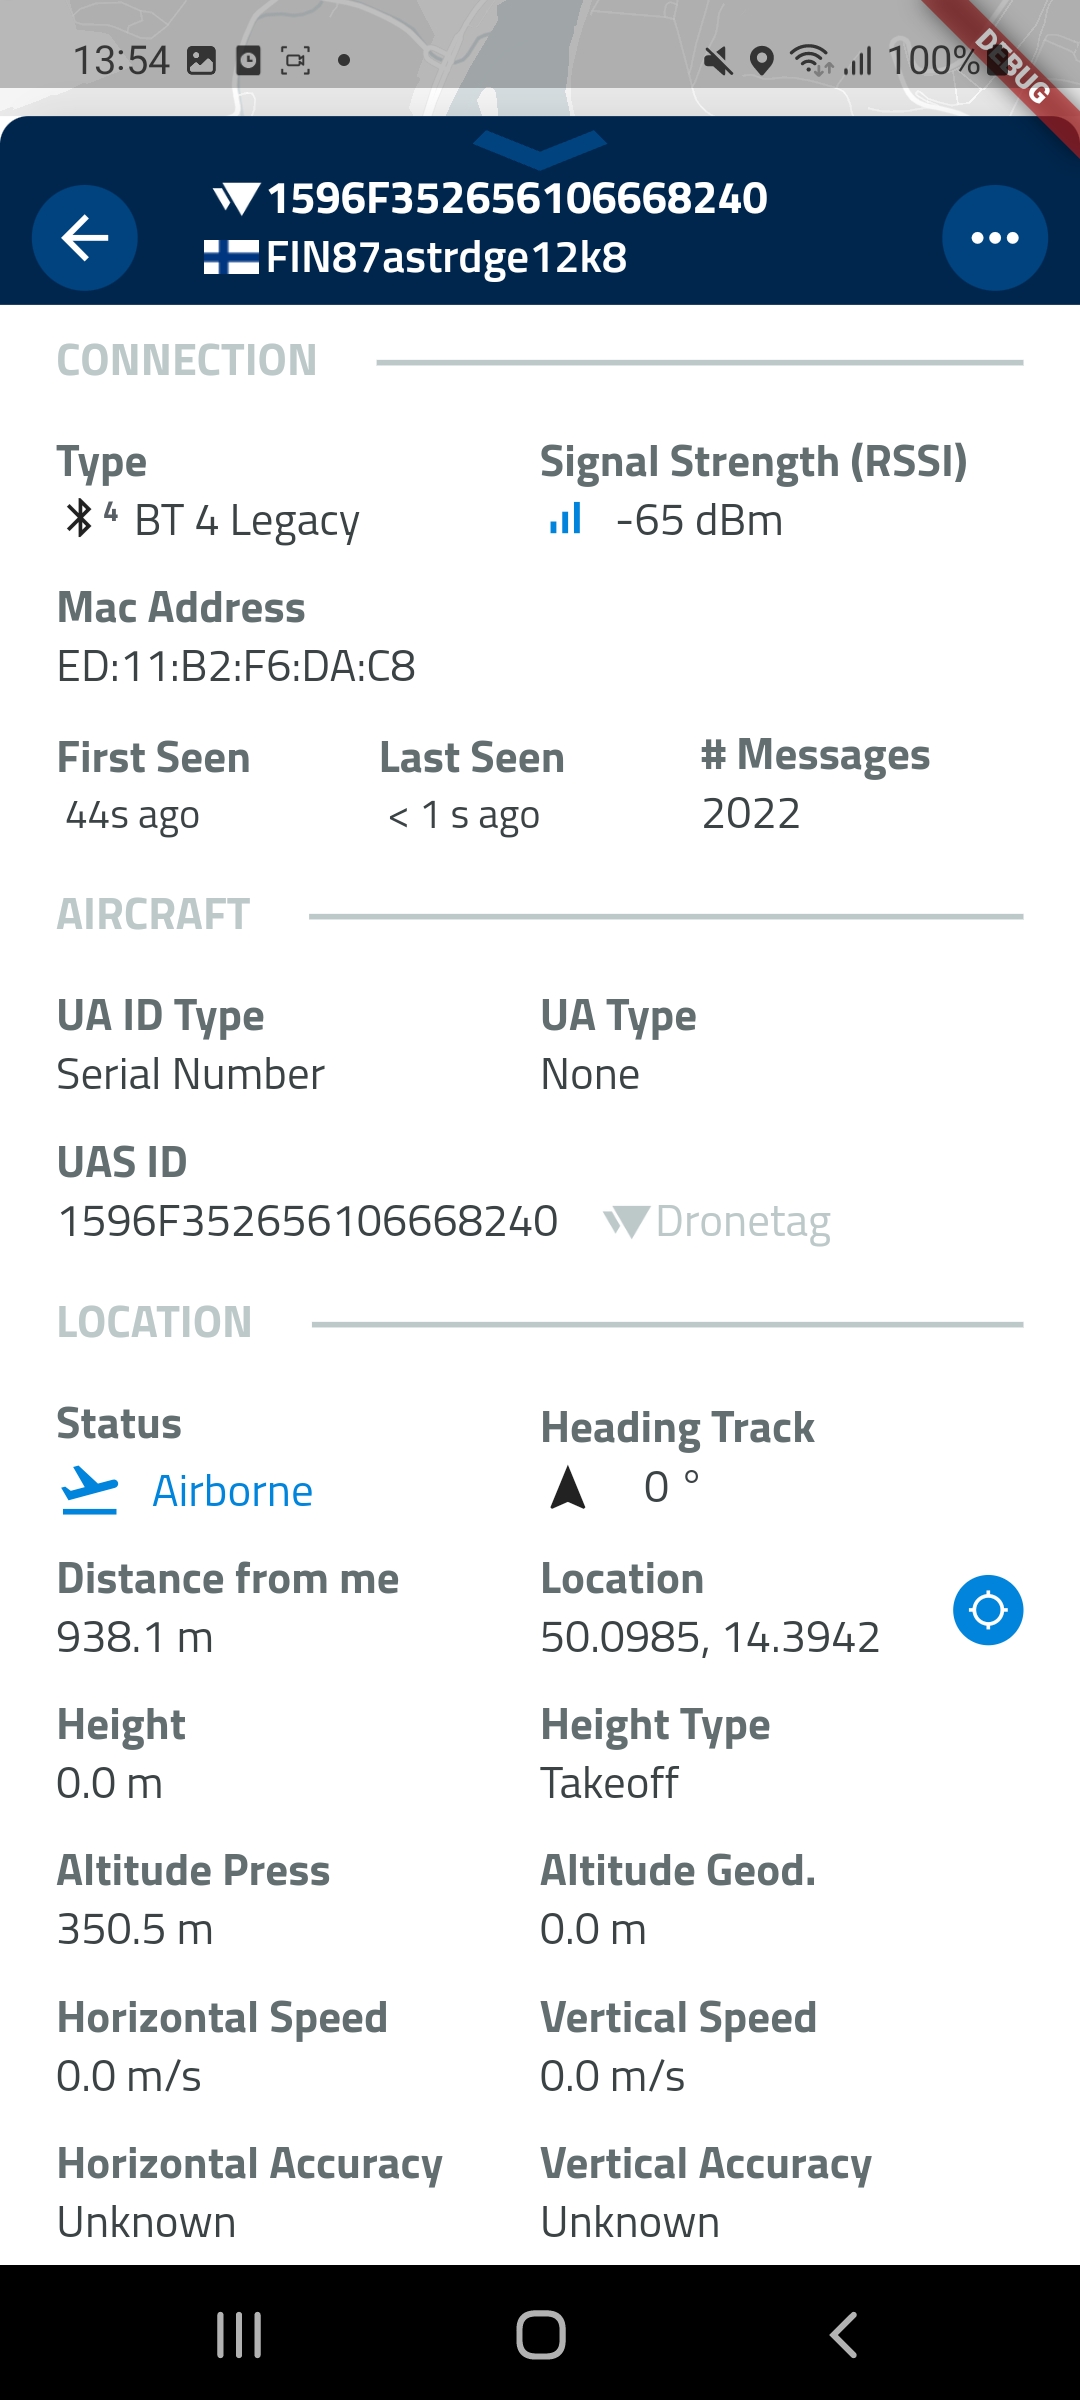 13:54 100%
DEBUG
1596F352656106668240
FIN87astrdge12k8
CONNECTION
Type Signal Strength (RSSI)
4 BT 4 Legacy -65 dBm
Mac Address
ED:11:B2:F6:DA:C8
First Seen Last Seen # Messages
44s ago < 1 s ago 2022
AIRCRAFT
UA ID Type UA Type
Serial Number None
UAS ID
1596F352656106668240 Dronetag
LOCATION
Status Heading Track
Airborne 0 °
Distance from me Location
938.1 m 50.0985, 14.3942
Height Height Type
0.0 m Takeoff
Altitude Press Altitude Geod.
350.5 m 0.0 m
Horizontal Speed Vertical Speed
0.0 m/s 0.0 m/s
Horizontal Accuracy Vertical Accuracy
Unknown Unknown